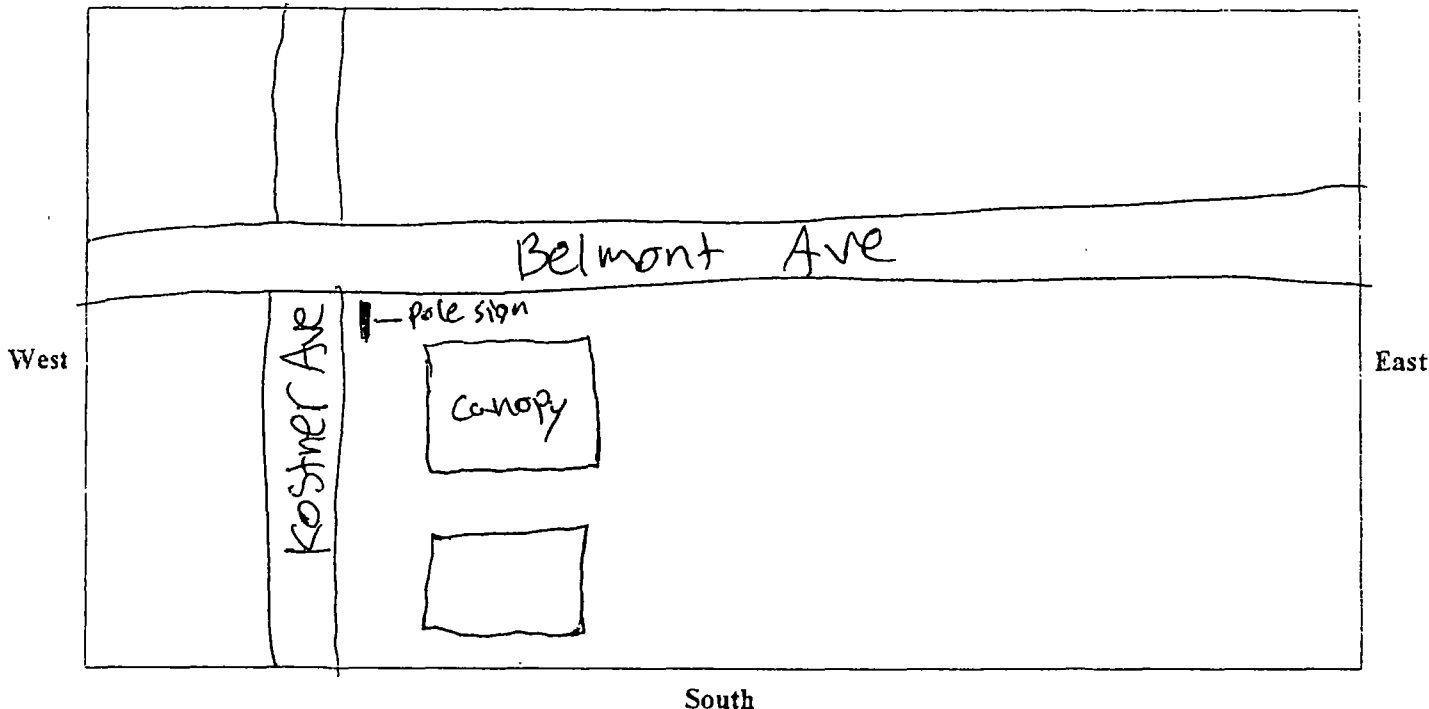 Belmont Ave
pole sign
West
Kostner Ave
East
canopy
South